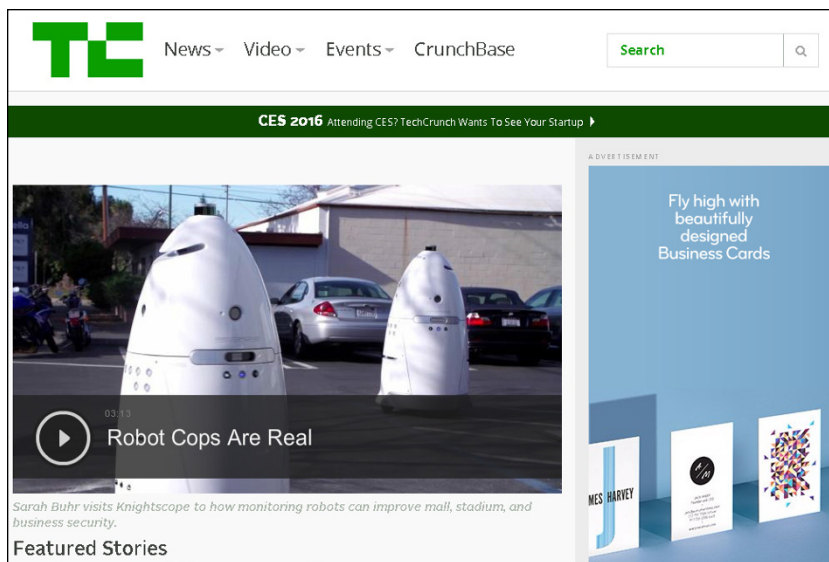 TC
News
Video
Events
CrunchBase
Search
CES 2016 Attending CES? TechCrunch Wants To See Your Startup
ADVERTISEMENT
Fly high with
beautifully
designed
Business Cards
03:13
Robot Cops Are Real
MES HARVEY
A/M
Sarah Buhr visits Knightscope to how monitoring robots can improve mall, stadium, and
business security.
Featured Stories